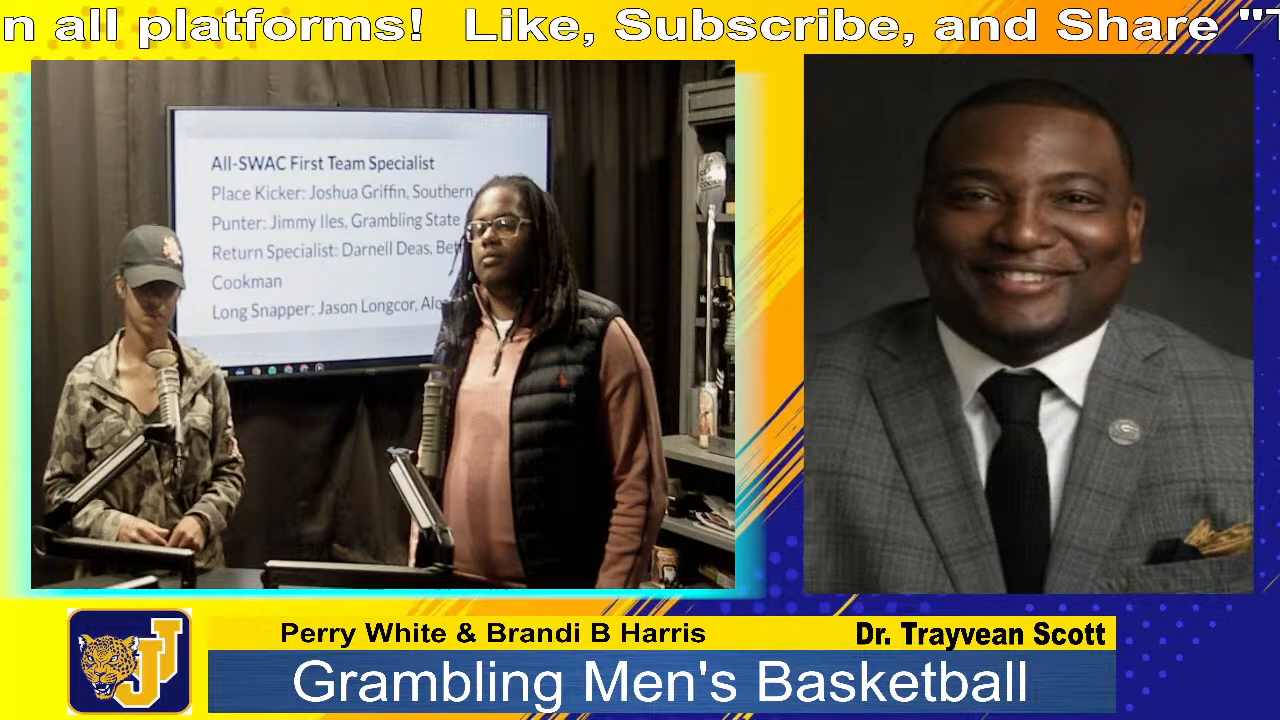 n all platforms! Like, Subscribe, and Share "T
All-SWAC First Team Specialist
Place Kicker: Joshua Griffin, Southern
Punter: Jimmy Iles, Grambling State
Return Specialist: Darnell Deas, Bet
Cookman
Long Snapper: Jason Longcor, Alc
Perry White & Brandi B Harris
Dr. Trayvean Scott
JJ
Grambling Men's Basketball